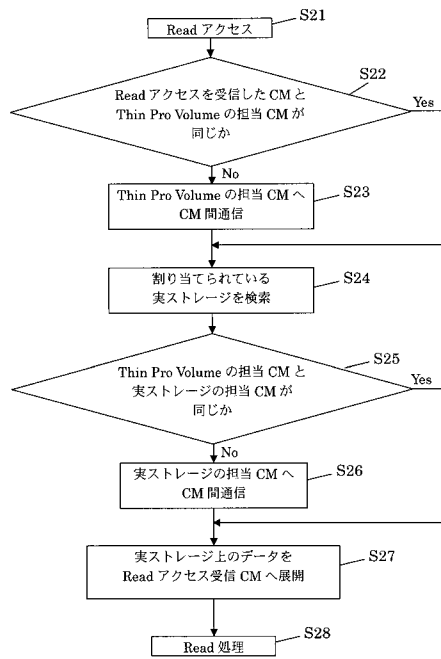 S21
Read アクセス
S22
Read アクセスを受信した CM と
Thin Pro Volume の担当 CM が
同じか
Yes
No
S23
Thin Pro Volume の担当 CM へ
CM 間通信
S24
割り当てられている
実ストレージを検索
S25
Thin Pro Volume の担当 CM と
実ストレージの担当 CM が
同じか
Yes
No
S26
実ストレージの担当 CM へ
CM 間通信
S27
実ストレージ上のデータを
Read アクセス受信 CM へ展開
S28
Read 処理